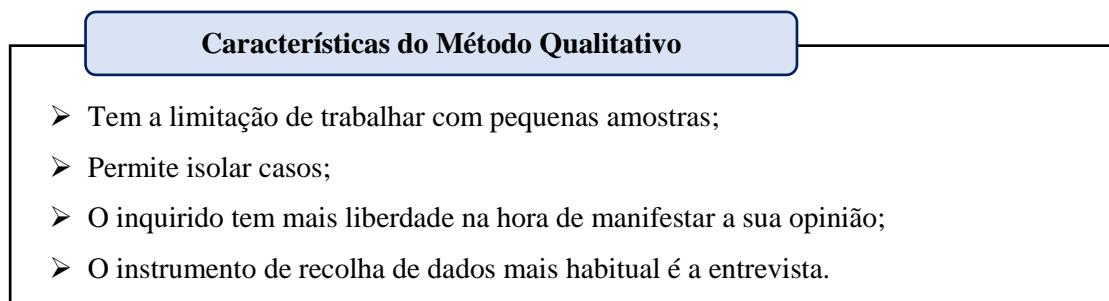 Características do Método Qualitativo
➢ Tem a limitação de trabalhar com pequenas amostras;
➢ Permite isolar casos;
➢ O inquirido tem mais liberdade na hora de manifestar a sua opinião;
➢ O instrumento de recolha de dados mais habitual é a entrevista.